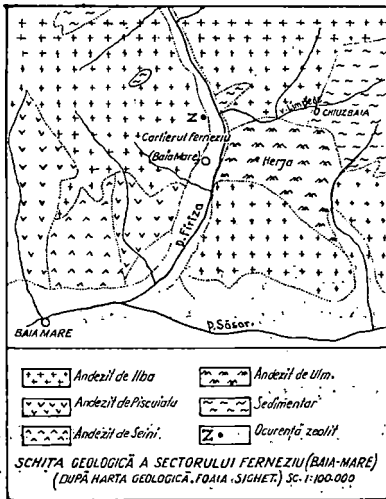 V. Limpede
CHIUZBAIA
Z
Cartierul Ferneziu
(Baia Mare)
Herja
P. Firiza
BAIA MARE
P. Săsar.
Andezit de Ilba
Andezit de Ulm.
Andezit de Piscuiatu
Sedimentar
Andezit de Seini
Z
Ocurență zeolit
SCHIȚA GEOLOGICĂ A SECTORULUI FERNEZIU (BAIA-MARE)
(DUPĂ HARTA GEOLOGICĂ, FOAIA, SIGHET.) SC. 1:100.000